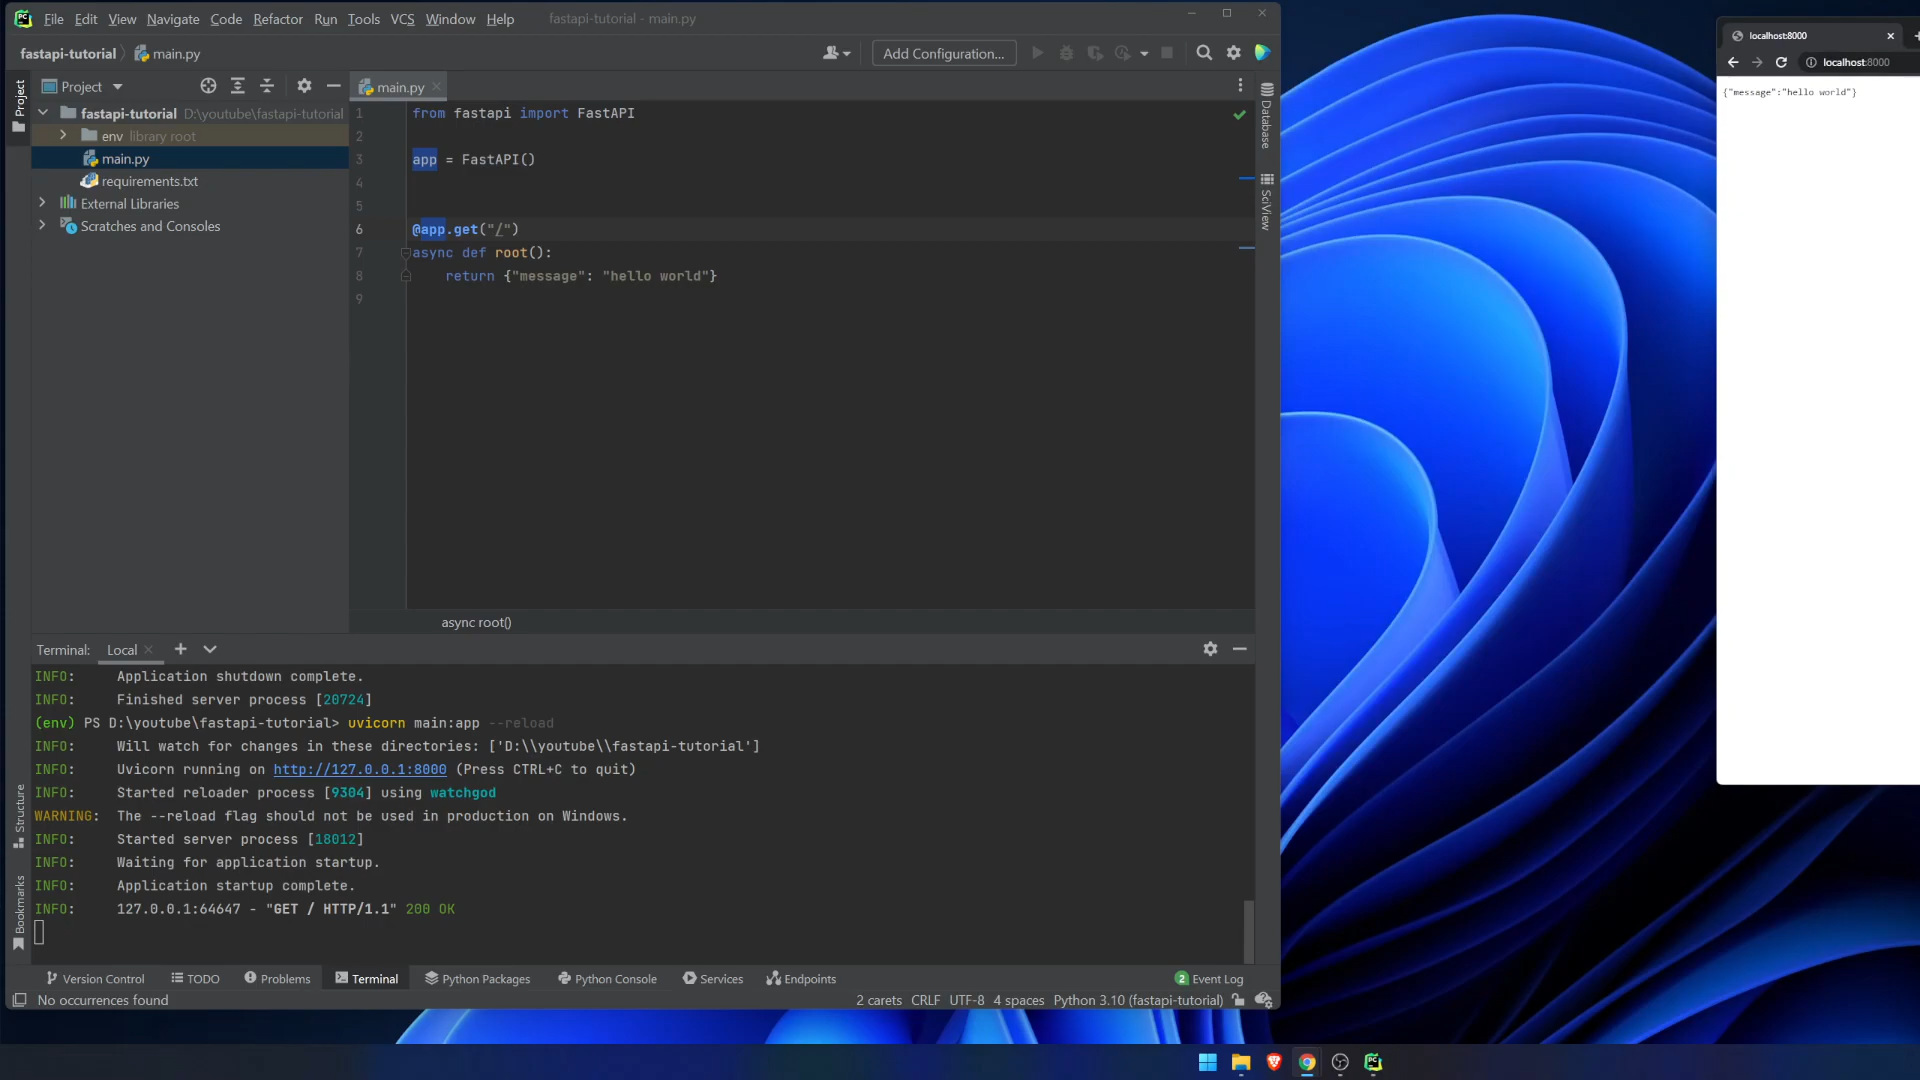 File Edit View Navigate Code Refactor Run Tools VCS Window Help fastapi-tutorial - main.py
fastapi-tutorial main.py Add Configuration...
Project
Project
fastapi-tutorial D:\youtube\fastapi-tutorial
env library root
main.py
requirements.txt
External Libraries
Scratches and Consoles
main.py
1 from fastapi import FastAPI
2
3 app = FastAPI()
4
5
6 @app.get("/")
7 async def root():
8 return {"message": "hello world"}
9
async root()
Database
SciView
Structure
Bookmarks
Terminal: Local
INFO: Application shutdown complete.
INFO: Finished server process [20724]
(env) PS D:\youtube\fastapi-tutorial> uvicorn main:app --reload
INFO: Will watch for changes in these directories: ['D:\\youtube\\fastapi-tutorial']
INFO: Uvicorn running on http://127.0.0.1:8000 (Press CTRL+C to quit)
INFO: Started reloader process [9304] using watchgod
WARNING: The --reload flag should not be used in production on Windows.
INFO: Started server process [18012]
INFO: Waiting for application startup.
INFO: Application startup complete.
INFO: 127.0.0.1:64647 - "GET / HTTP/1.1" 200 OK
Version Control TODO Problems Terminal Python Packages Python Console Services Endpoints 2 Event Log
No occurrences found 2 carets CRLF UTF-8 4 spaces Python 3.10 (fastapi-tutorial)
localhost:8000
localhost:8000
{"message":"hello world"}